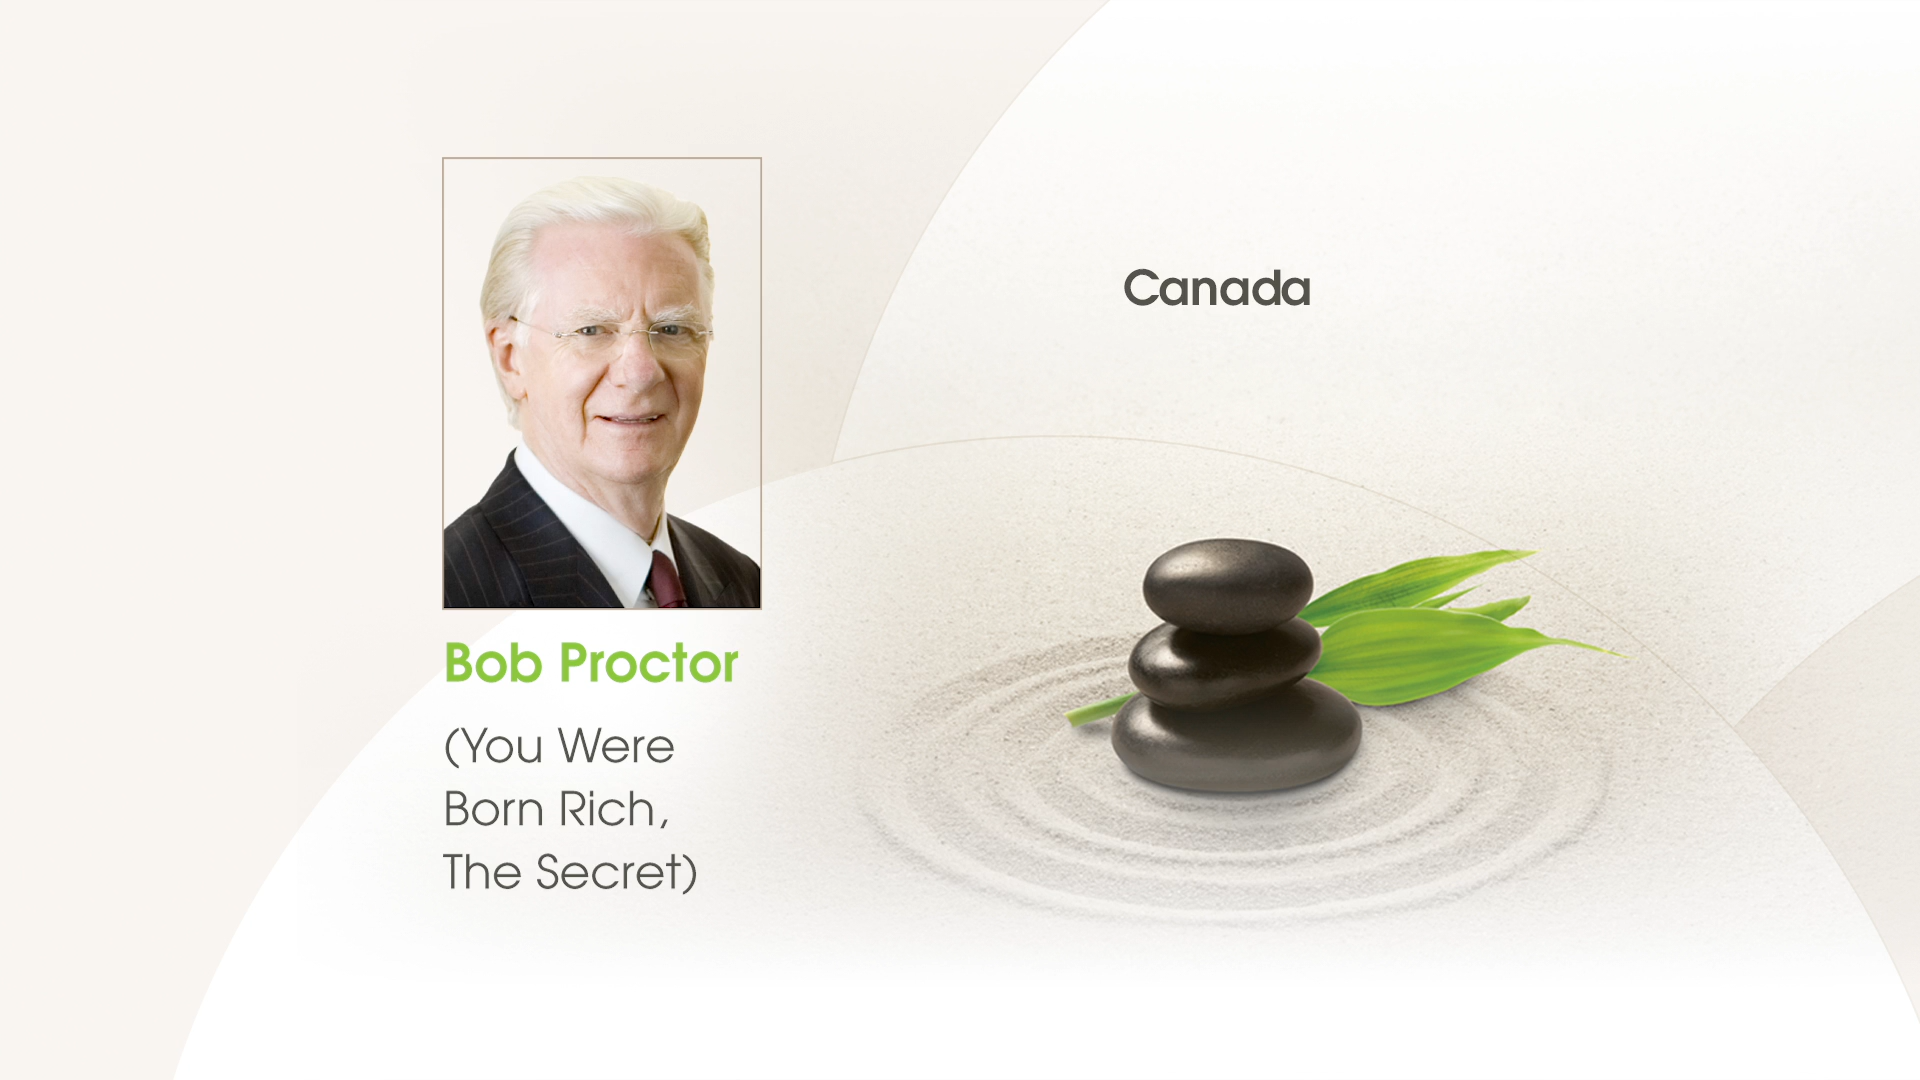 Canada
Bob Proctor
(You Were
Born Rich,
The Secret)